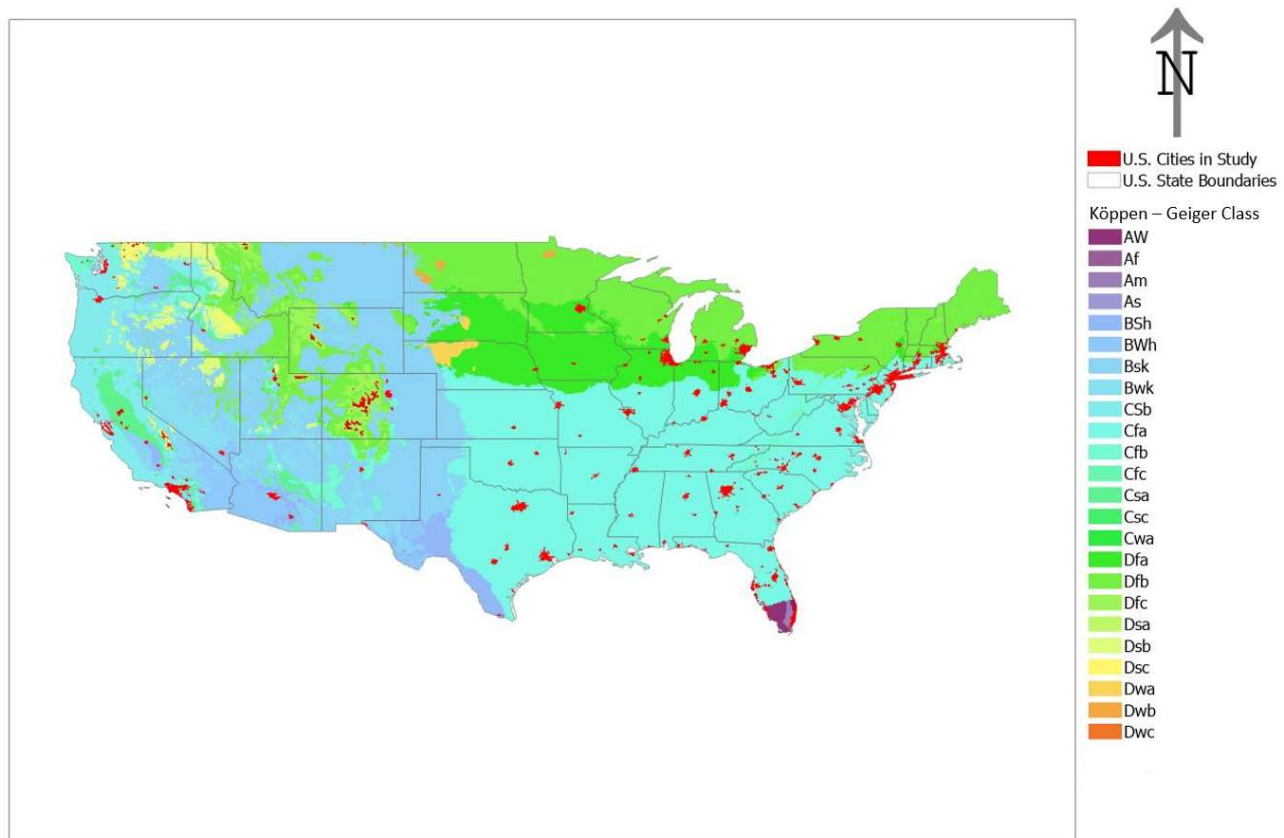 N
U.S. Cities in Study
U.S. State Boundaries
Köppen – Geiger Class
AW
Af
Am
As
BSh
BWh
Bsk
Bwk
CSb
Cfa
Cfb
Cfc
Csa
Csc
Cwa
Dfa
Dfb
Dfc
Dsa
Dsb
Dsc
Dwa
Dwb
Dwc